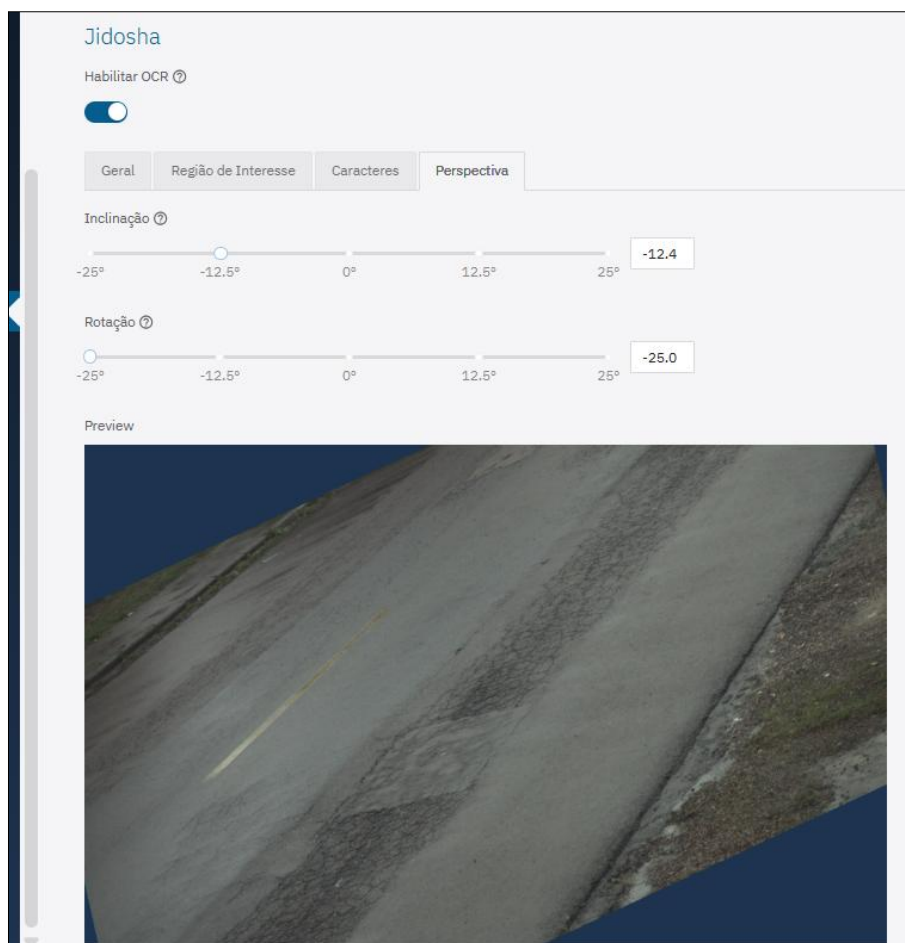 Jidosha
Habilitar OCR
Geral Região de Interesse Caracteres Perspectiva
Inclinação
-12.4
-25° -12.5° 0° 12.5° 25°
Rotação
-25.0
-25° -12.5° 0° 12.5° 25°
Preview